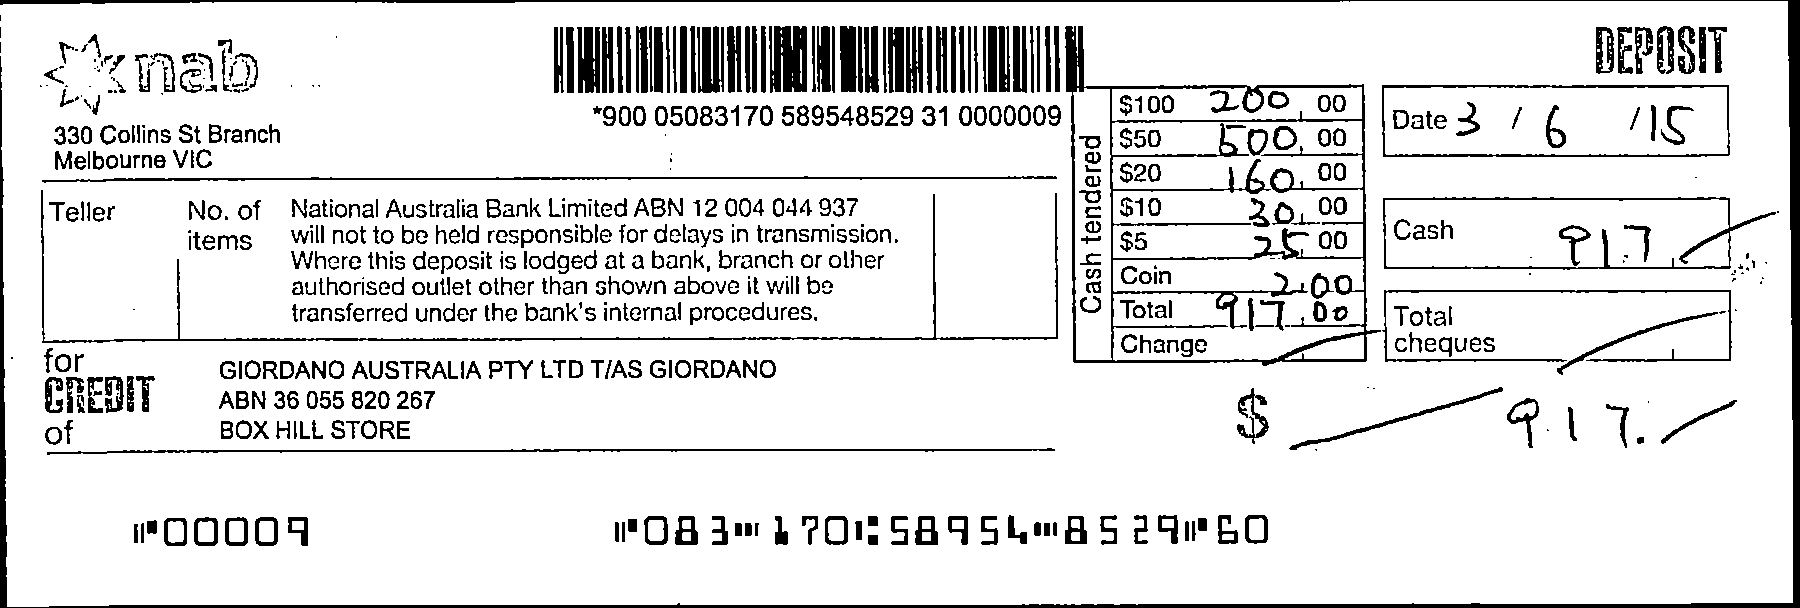 nab
DEPOSIT
*900 05083170 589548529 31 0000009
330 Collins St Branch
Melbourne VIC
Teller
No. of items
National Australia Bank Limited ABN 12 004 044 937
will not to be held responsible for delays in transmission.
Where this deposit is lodged at a bank, branch or other
authorised outlet other than shown above it will be
transferred under the bank's internal procedures.
for
CREDIT
of
GIORDANO AUSTRALIA PTY LTD T/AS GIORDANO
ABN 36 055 820 267
BOX HILL STORE
Cash tendered
$100 200 00
$50 500 00
$20 160 00
$10 30 00
$5 25 00
Coin 2.00
Total 917.00
Change
Date 3 / 6 / 15
Cash 917
Total cheques
$ 917.
⑈00009 ⑈083⑉170⑆58954⑉8529⑈60